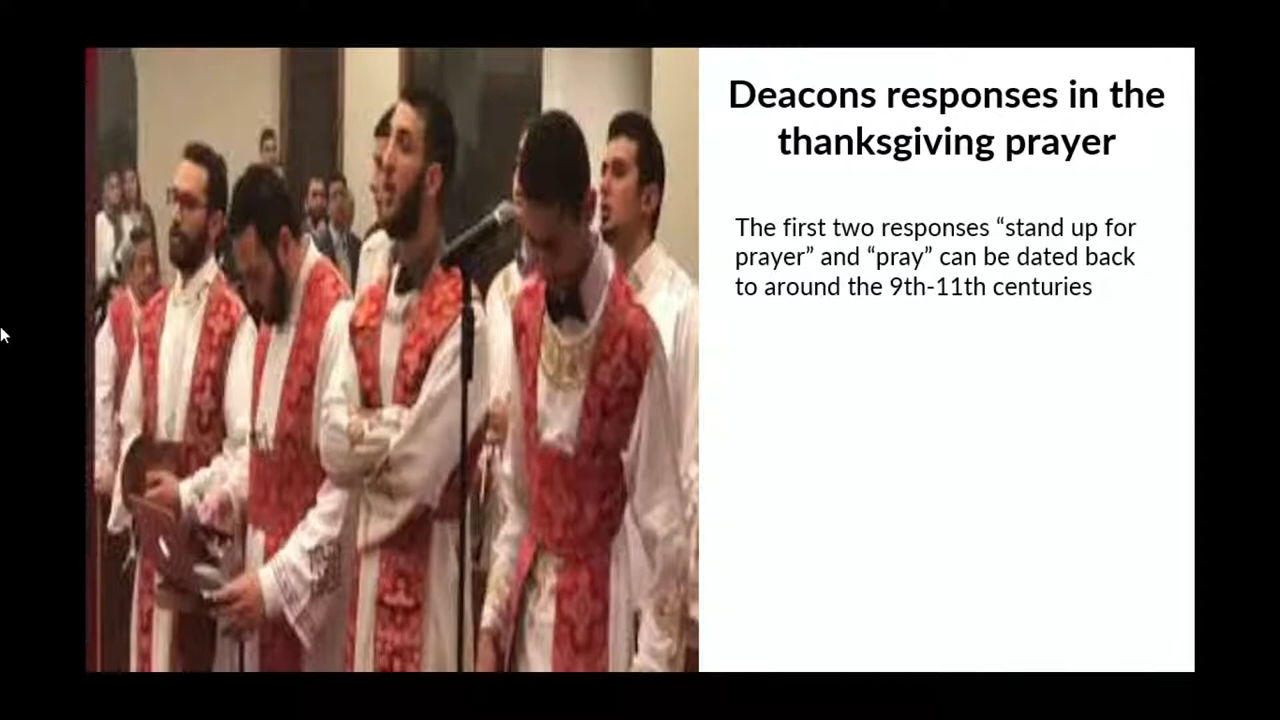 Deacons responses in the
thanksgiving prayer
The first two responses “stand up for
prayer” and “pray” can be dated back
to around the 9th-11th centuries